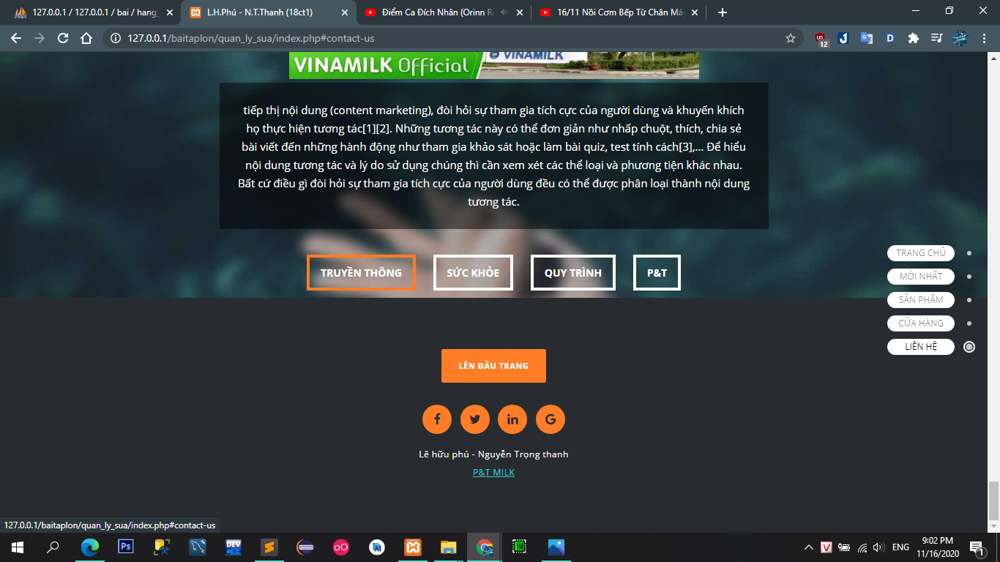 127.0.0.1 / 127.0.0.1 / bai / hang_
L.H.Phú - N.T.Thanh (18ct1)
Điểm Ca Đích Nhân (Orinn R
16/11 Nồi Cơm Bếp Từ Chân Má
127.0.0.1/baitaplon/quan_ly_sua/index.php#contact-us
12
VINAMILK Official
VINAMILK
tiếp thị nội dung (content marketing), đòi hỏi sự tham gia tích cực của người dùng và khuyến khích
họ thực hiện tương tác[1][2]. Những tương tác này có thể đơn giản như nhấp chuột, thích, chia sẻ
bài viết đến những hành động như tham gia khảo sát hoặc làm bài quiz, test tính cách[3],... Để hiểu
nội dung tương tác và lý do sử dụng chúng thì cần xem xét các thể loại và phương tiện khác nhau.
Bất cứ điều gì đòi hỏi sự tham gia tích cực của người dùng đều có thể được phân loại thành nội dung
tương tác.
TRUYỀN THÔNG
SỨC KHỎE
QUY TRÌNH
P&T
TRANG CHỦ
MỚI NHẤT
SẢN PHẨM
CỬA HÀNG
LIÊN HỆ
LÊN ĐẦU TRANG
Lê hữu phú - Nguyễn Trọng thanh
P&T MILK
127.0.0.1/baitaplon/quan_ly_sua/index.php#contact-us
ENG
9:02 PM
11/16/2020
1